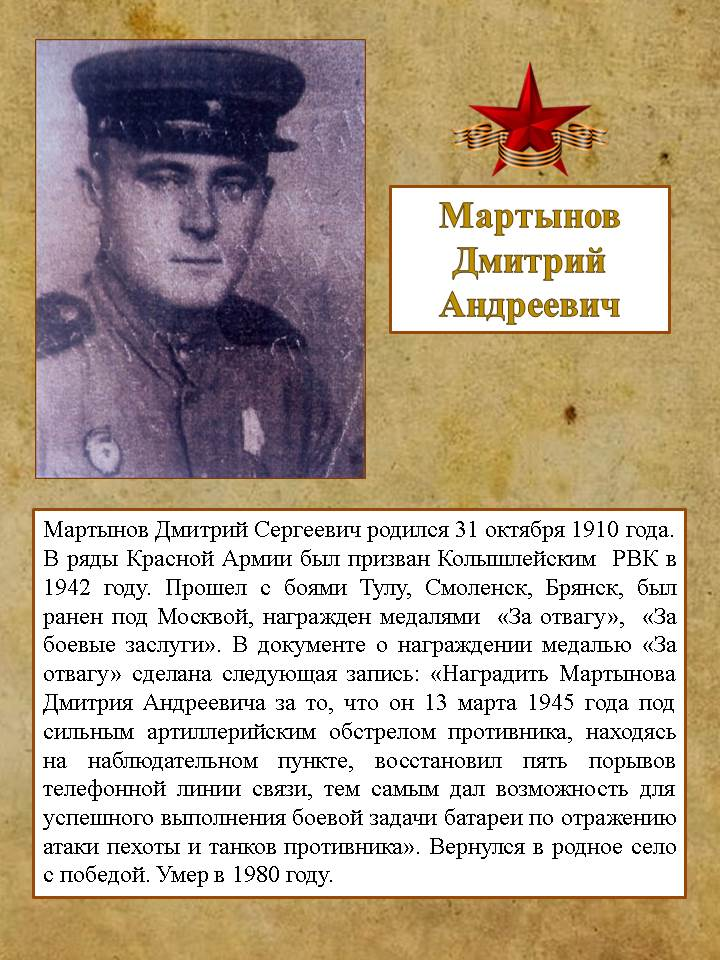 Мартынов
Дмитрий
Андреевич
Мартынов Дмитрий Сергеевич родился 31 октября 1910 года.
В ряды Красной Армии был призван Колышлейским РВК в
1942 году. Прошел с боями Тулу, Смоленск, Брянск, был
ранен под Москвой, награжден медалями «За отвагу», «За
боевые заслуги». В документе о награждении медалью «За
отвагу» сделана следующая запись: «Наградить Мартынова
Дмитрия Андреевича за то, что он 13 марта 1945 года под
сильным артиллерийским обстрелом противника, находясь
на наблюдательном пункте, восстановил пять порывов
телефонной линии связи, тем самым дал возможность для
успешного выполнения боевой задачи батареи по отражению
атаки пехоты и танков противника». Вернулся в родное село
с победой. Умер в 1980 году.